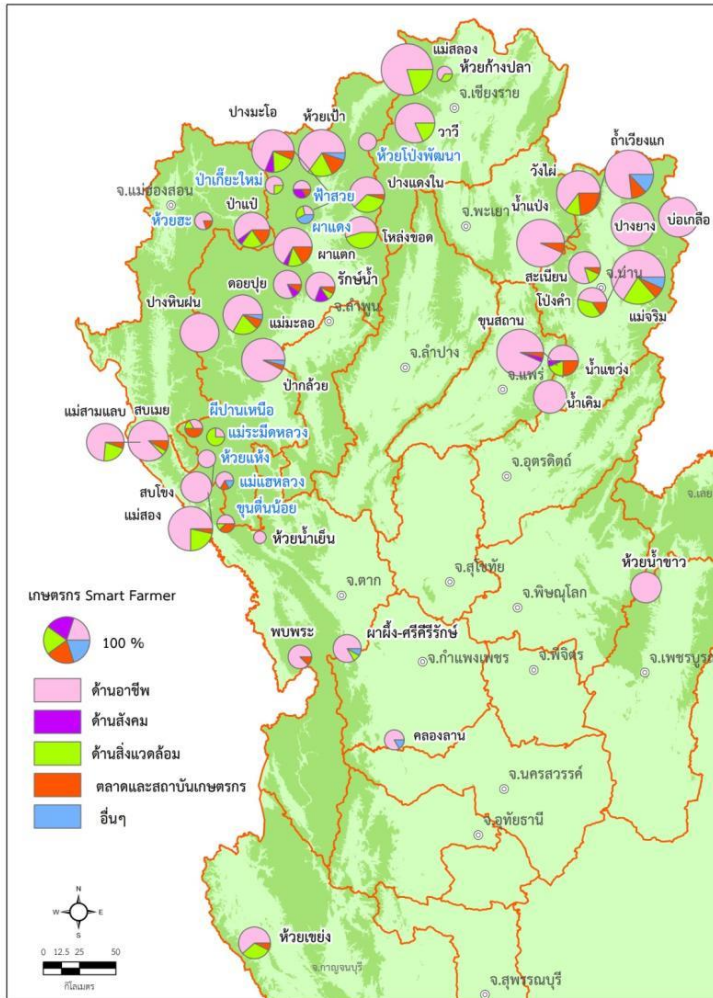 แม่สลอง
ห้วยก้างปลา
จ.เชียงราย
ปางมะโอ
ห้วยเป้า
วาวี
ห้วยโป่งพัฒนา
ถ้ำเวียงแก
วังไผ่
ป่าเกี๊ยะใหม่
จ.แม่ฮ่องสอน
ฟ้าสวย
ปางแดงใน
น้ำแป่ง
จ.พะเยา
ปางยาง
บ่อเกลือ
ป่าแป๋
ผาแดง
ห้วยฮะ
โหล่งขอด
ผาแตก
สะเนียน
จ.น่าน
ดอยปุย
รักษ์น้ำ
โป่งคำ
แม่จริม
ปางหินฝน
แม่มะลอ
จ.ลำพูน
ขุนสถาน
จ.ลำปาง
น้ำแขว่ง
ป่ากล้วย
จ.แพร่
น้ำเคิม
ผีปานเหนือ
แม่สามแลบ
สบเมย
แม่ระมีดหลวง
ห้วยแห้ง
จ.อุตรดิตถ์
แม่แฮหลวง
สบโขง
จ.เลย
แม่สอง
ขุนตื่นน้อย
ห้วยน้ำเย็น
ห้วยน้ำขาว
จ.สุโขทัย
จ.ตาก
จ.พิษณุโลก
เกษตรกร Smart Farmer
100 %
พบพระ
ผาผึ้ง-ศรีคีรีรักษ์
จ.กำแพงเพชร
จ.พิจิตร
จ.เพชรบูรณ์
ด้านอาชีพ
ด้านสังคม
คลองลาน
ด้านสิ่งแวดล้อม
ตลาดและสถาบันเกษตรกร
จ.นครสวรรค์
อื่นๆ
จ.อุทัยธานี
N
W E
S
0 12.5 25 50
กิโลเมตร
ห้วยเขย่ง
จ.กาญจนบุรี
จ.สุพรรณบุรี